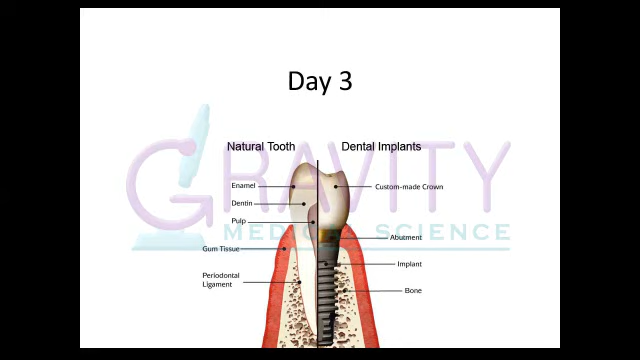 Day 3
Natural Tooth
Dental Implants
Enamel
Dentin
Pulp
Gum Tissue
Periodontal
Ligament
Custom-made Crown
Abutment
Implant
Bone
GRAVITY
MEDICAL SCIENCE